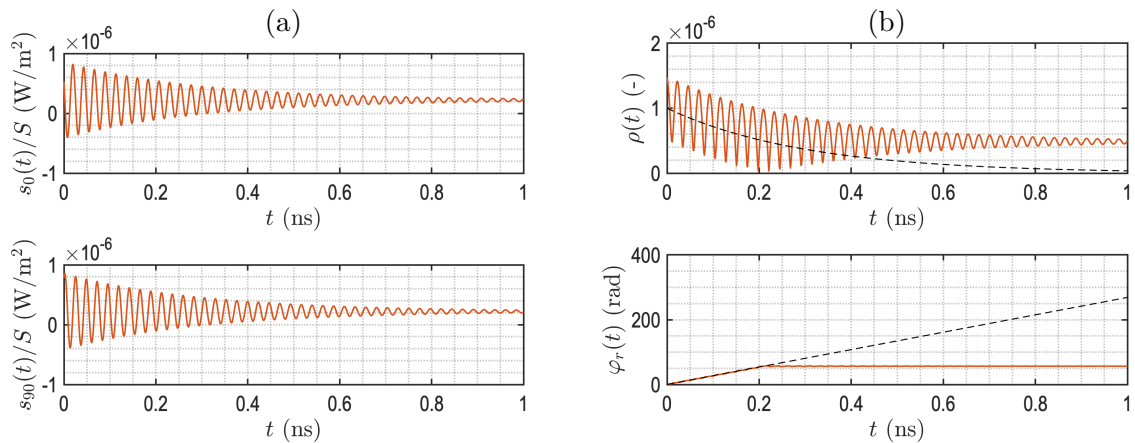 (a)
×10^-6
s_0(t)/S (W/m^2)
1
0
-1
0 0.2 0.4 0.6 0.8 1
t (ns)
×10^-6
s_90(t)/S (W/m^2)
1
0
-1
0 0.2 0.4 0.6 0.8 1
t (ns)
(b)
×10^-6
ρ(t) (-)
2
1
0
0 0.2 0.4 0.6 0.8 1
t (ns)
φ_r(t) (rad)
400
200
0
0 0.2 0.4 0.6 0.8 1
t (ns)